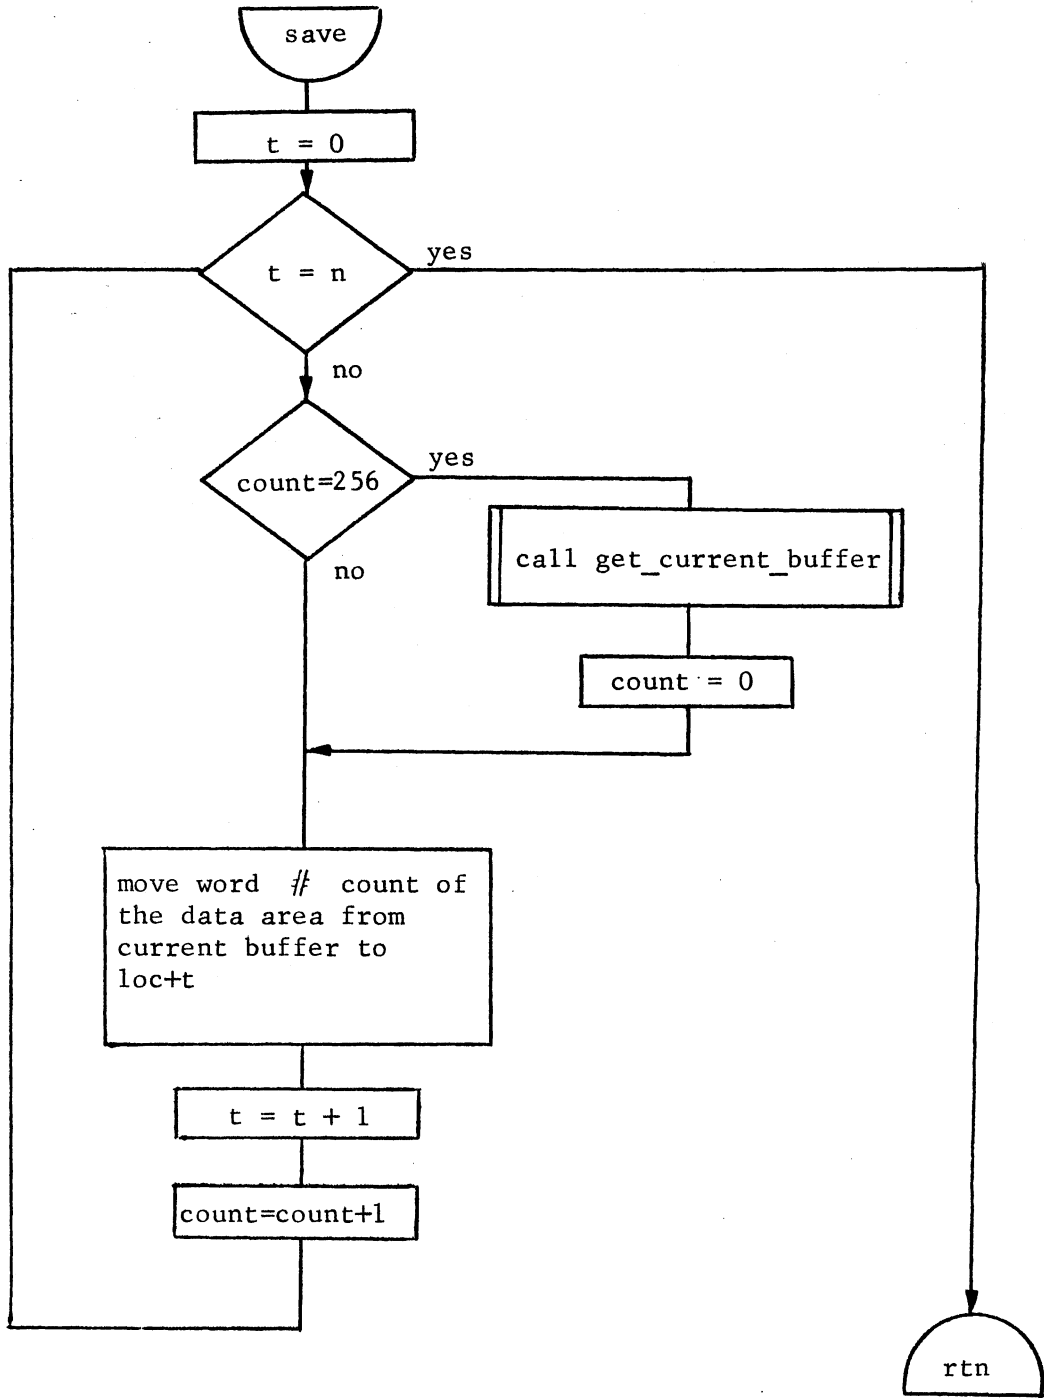 save
t = 0
t = n
yes
no
count=256
yes
no
call get_current_buffer
count = 0
move word # count of
the data area from
current buffer to
loc+t
t = t + 1
count=count+1
rtn